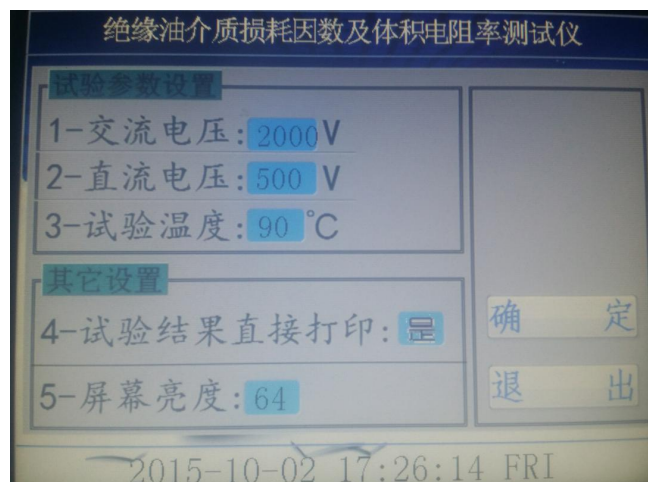 绝缘油介质损耗因数及体积电阻率测试仪
试验参数设置
1-交流电压:2000V
2-直流电压:500 V
3-试验温度:90 ℃
其它设置
4-试验结果直接打印:是
5-屏幕亮度:64
确 定
退 出
2015-10-02 17:26:14 FRI